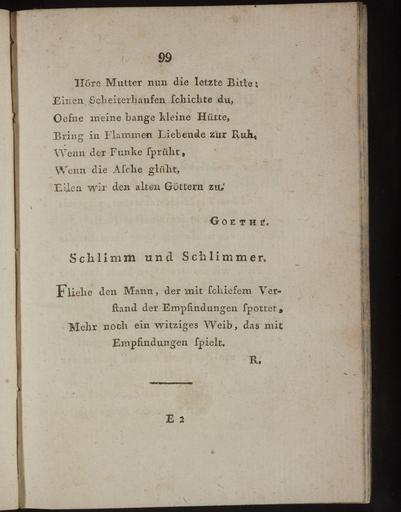 99
Höre Mutter nun die letzte Bitte:
Einen Scheiterhaufen ſchichte du,
Oefne meine bange kleine Hütte,
Bring in Flammen Liebende zur Ruh,
Wenn der Funke ſprüht,
Wenn die Aſche glüht,
Eilen wir den alten Göttern zu.
GOETHE.
Schlimm und Schlimmer.
Fliehe den Mann, der mit ſchiefem Ver-
ſtand der Empfindungen ſpottet,
Mehr noch ein witziges Weib, das mit
Empfindungen ſpielt.
R.
E 2